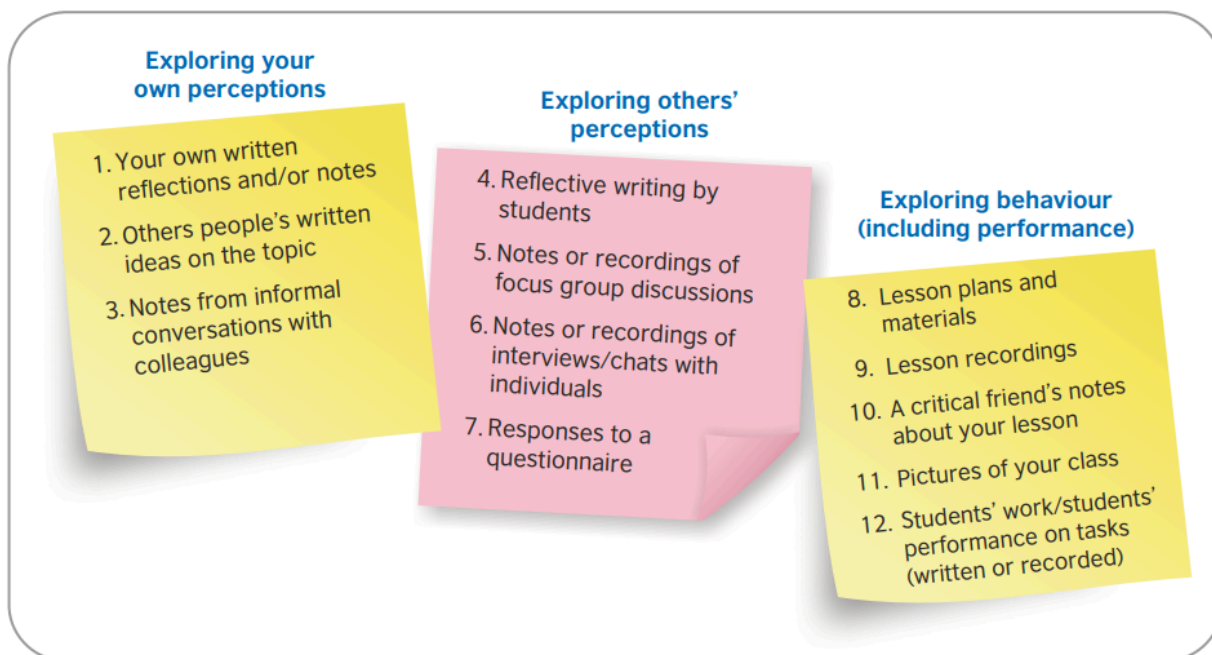 Exploring your
own perceptions
1. Your own written
reflections and/or notes
2. Others people's written
ideas on the topic
3. Notes from informal
conversations with
colleagues
Exploring others'
perceptions
4. Reflective writing by
students
5. Notes or recordings of
focus group discussions
6. Notes or recordings of
interviews/chats with
individuals
7. Responses to a
questionnaire
Exploring behaviour
(including performance)
8. Lesson plans and
materials
9. Lesson recordings
10. A critical friend's notes
about your lesson
11. Pictures of your class
12. Students' work/students'
performance on tasks
(written or recorded)